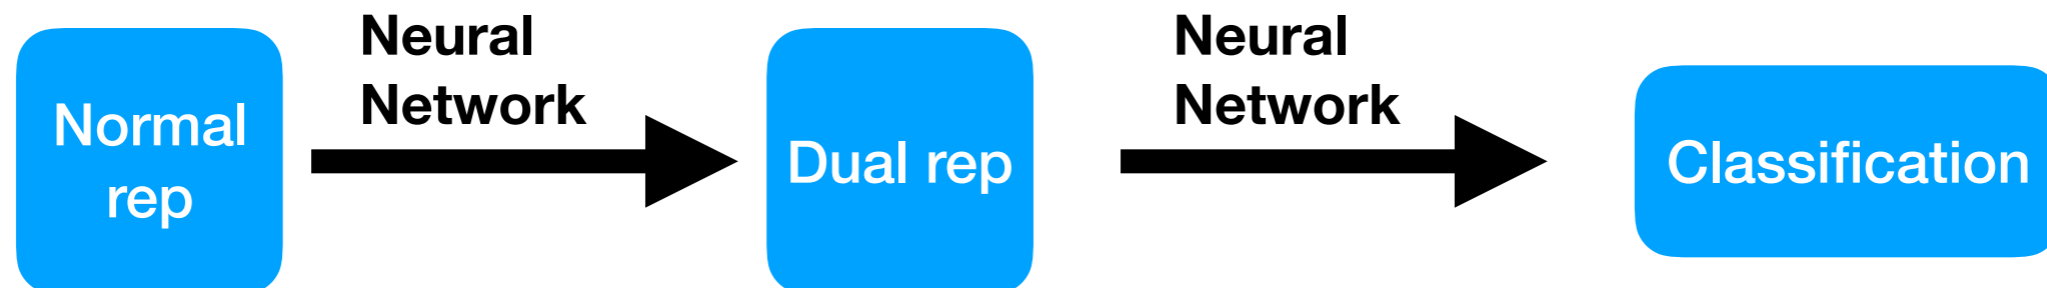 Normal
rep
Neural
Network
Dual rep
Neural
Network
Classification